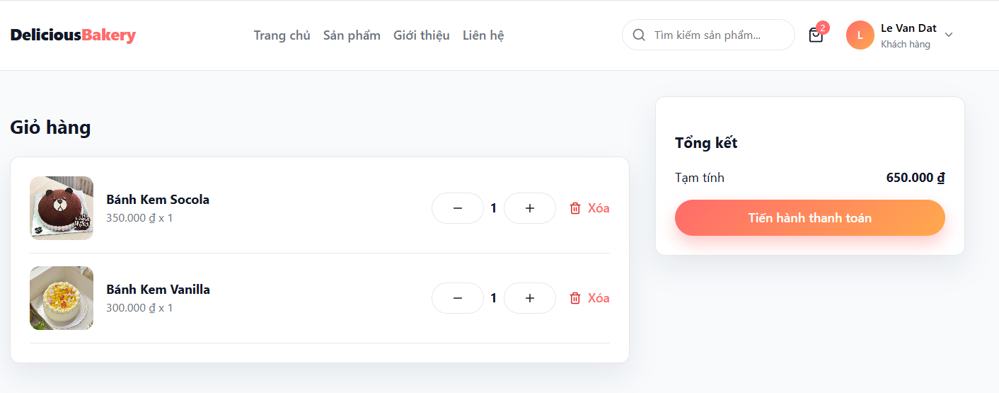 DeliciousBakery
Trang chủ Sản phẩm Giới thiệu Liên hệ
Tìm kiếm sản phẩm...
2
L
Le Van Dat
Khách hàng
Giỏ hàng
Bánh Kem Socola
350.000 ₫ x 1
− 1 +
Xóa
Bánh Kem Vanilla
300.000 ₫ x 1
− 1 +
Xóa
Tổng kết
Tạm tính 650.000 ₫
Tiến hành thanh toán